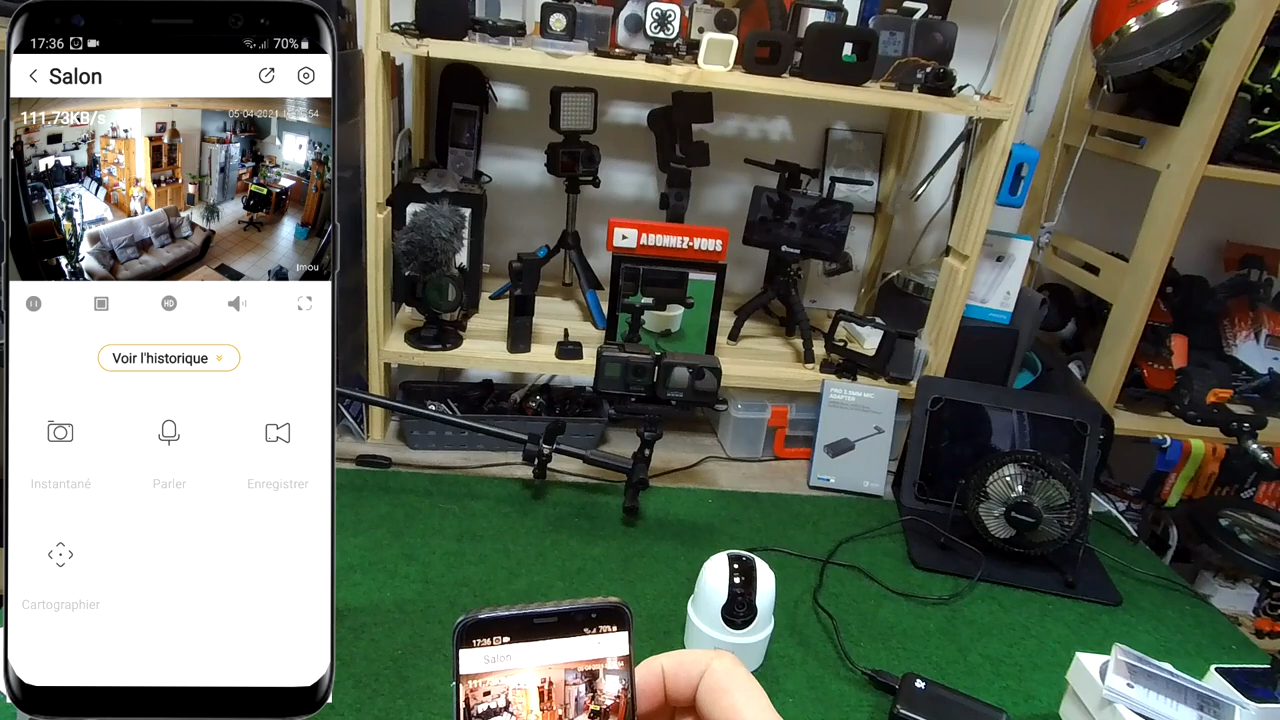 17:36
70%
Salon
111.73KB/s
05-04-2021
imou
HD
Voir l'historique
Instantané
Parler
Enregistrer
Cartographier
ABONNEZ-VOUS
PRO 3.5MM MIC
ADAPTER
17:36
70%
Salon